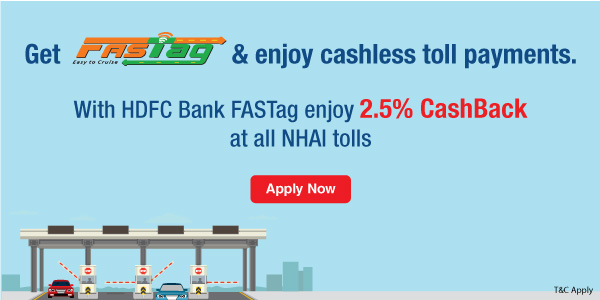 Get FASTag & enjoy cashless toll payments.
Easy to Cruise
With HDFC Bank FASTag enjoy 2.5% CashBack
at all NHAI tolls
Apply Now
T&C Apply